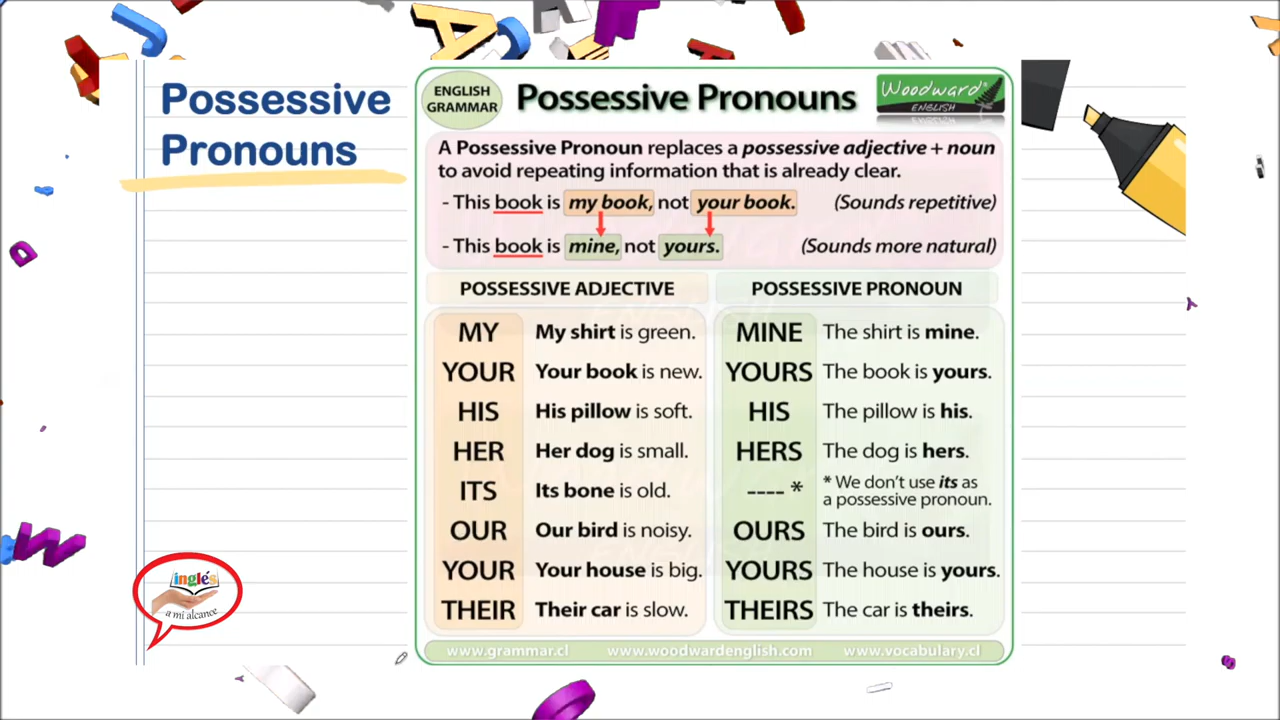 Possessive
Pronouns
ENGLISH
GRAMMAR
Possessive Pronouns
Woodward®
ENGLISH
A Possessive Pronoun replaces a possessive adjective + noun
to avoid repeating information that is already clear.
- This book is my book, not your book. (Sounds repetitive)
- This book is mine, not yours. (Sounds more natural)
POSSESSIVE ADJECTIVE POSSESSIVE PRONOUN
MY My shirt is green. MINE The shirt is mine.
YOUR Your book is new. YOURS The book is yours.
HIS His pillow is soft. HIS The pillow is his.
HER Her dog is small. HERS The dog is hers.
ITS Its bone is old. ---- * * We don't use its as
a possessive pronoun.
OUR Our bird is noisy. OURS The bird is ours.
YOUR Your house is big. YOURS The house is yours.
THEIR Their car is slow. THEIRS The car is theirs.
www.grammar.cl www.woodwardenglish.com www.vocabulary.cl
inglés
a mi alcance